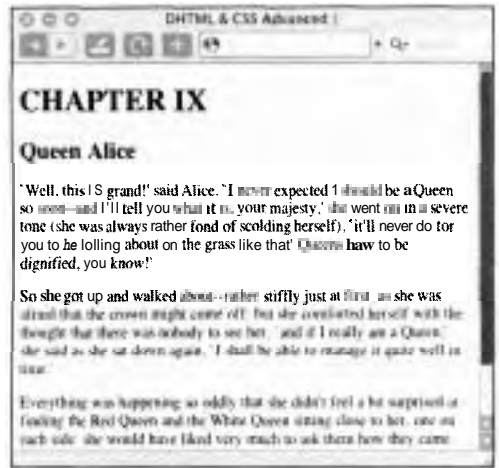 DHTML & CSS Advanced |
CHAPTER IX
Queen Alice
`Well, this IS grand!' said Alice. `I never expected I should be a Queen
so soon--and I'll tell you what it is, your majesty,' she went on in a severe
tone (she was always rather fond of scolding herself), `it'll never do for
you to be lolling about on the grass like that! Queens have to be
dignified, you know!'
So she got up and walked about--rather stiffly just at first, as she was
afraid that the crown might come off: but she comforted herself with the
thought that there was nobody to see her, `and if I really am a Queen,'
she said as she sat down again, `I shall be able to manage it quite well in
time.'
Everything was happening so oddly that she didn't feel a bit surprised at
finding the Red Queen and the White Queen sitting close to her, one on
each side: she would have liked very much to ask them how they came